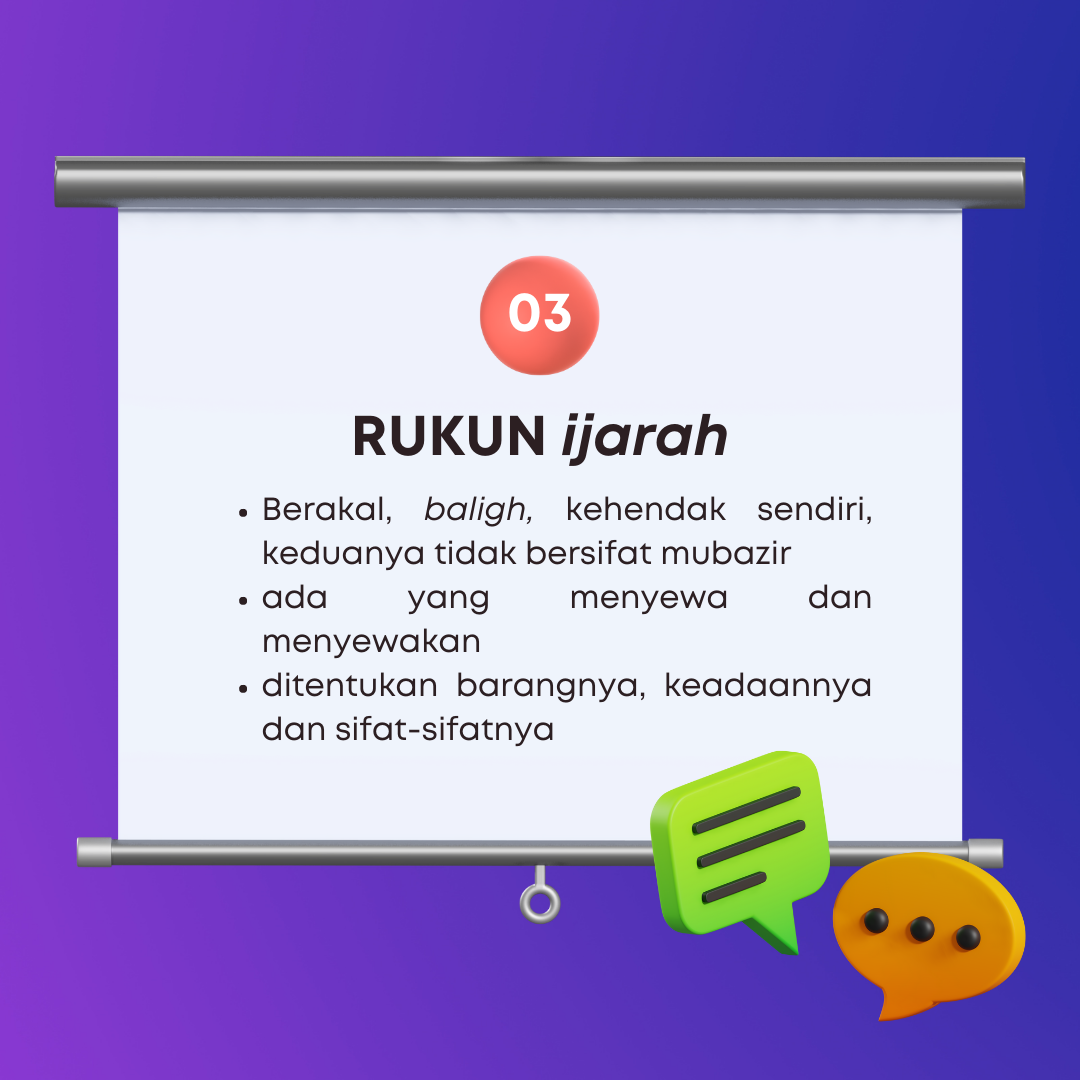 03
RUKUN ijarah
• Berakal, baligh, kehendak sendiri,
keduanya tidak bersifat mubazir
• ada yang menyewa dan
menyewakan
• ditentukan barangnya, keadaannya
dan sifat-sifatnya